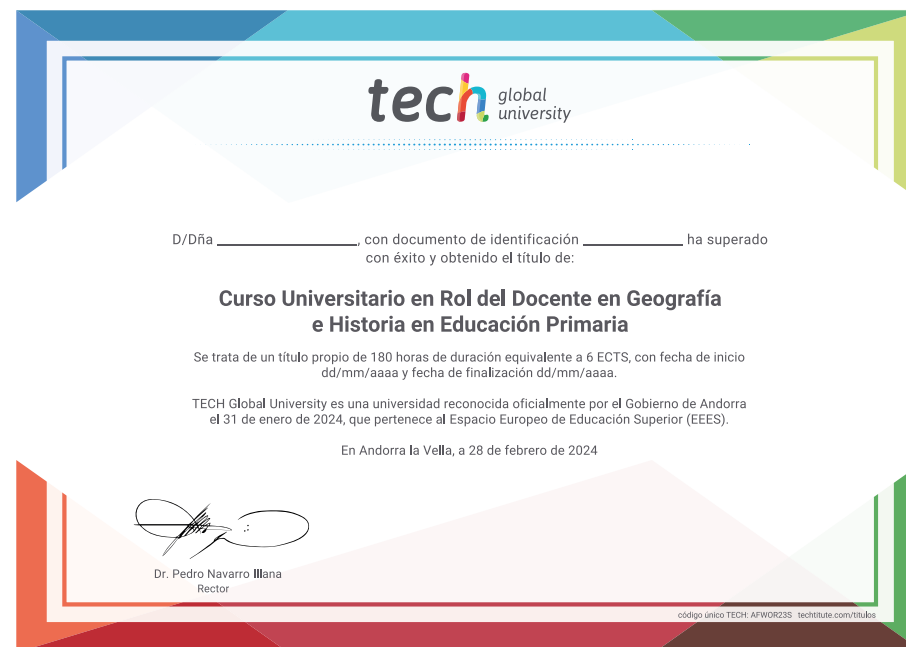 tech global university
D/Dña ____________________, con documento de identificación ______________ ha superado
con éxito y obtenido el título de:
Curso Universitario en Rol del Docente en Geografía
e Historia en Educación Primaria
Se trata de un título propio de 180 horas de duración equivalente a 6 ECTS, con fecha de inicio
dd/mm/aaaa y fecha de finalización dd/mm/aaaa.
TECH Global University es una universidad reconocida oficialmente por el Gobierno de Andorra
el 31 de enero de 2024, que pertenece al Espacio Europeo de Educación Superior (EEES).
En Andorra la Vella, a 28 de febrero de 2024
Dr. Pedro Navarro Illana
Rector
código único TECH: AFWOR23S techtitute.com/titulos